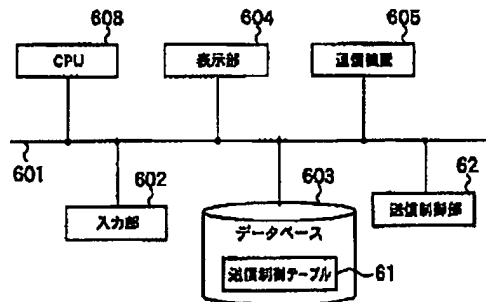 608
604
605
CPU
表示部
通信装置
601
602
603
62
入力部
データベース
送信制御部
送信制御テーブル
61